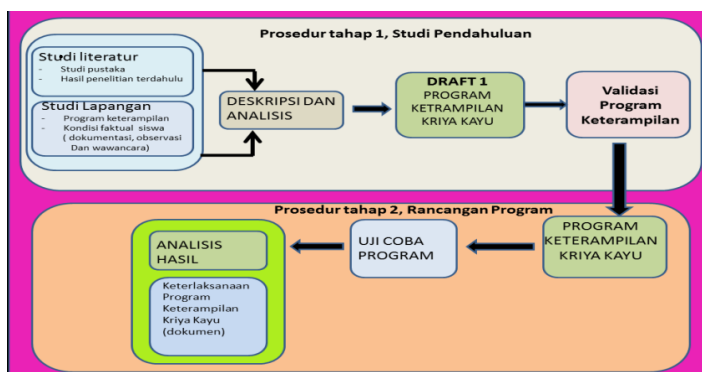 Prosedur tahap 1, Studi Pendahuluan
Studi literatur
- Studi pustaka
- Hasil penelitian terdahulu
Studi Lapangan
- Program keterampilan
- Kondisi faktual siswa
( dokumentasi, observasi
Dan wawancara)
DESKRIPSI DAN
ANALISIS
DRAFT 1
PROGRAM
KETRAMPILAN
KRIYA KAYU
Validasi
Program
Keterampilan
Prosedur tahap 2, Rancangan Program
PROGRAM
KETERAMPILAN
KRIYA KAYU
UJI COBA
PROGRAM
ANALISIS
HASIL
Keterlaksanaan
Program
Keterampilan
Kriya Kayu
(dokumen)